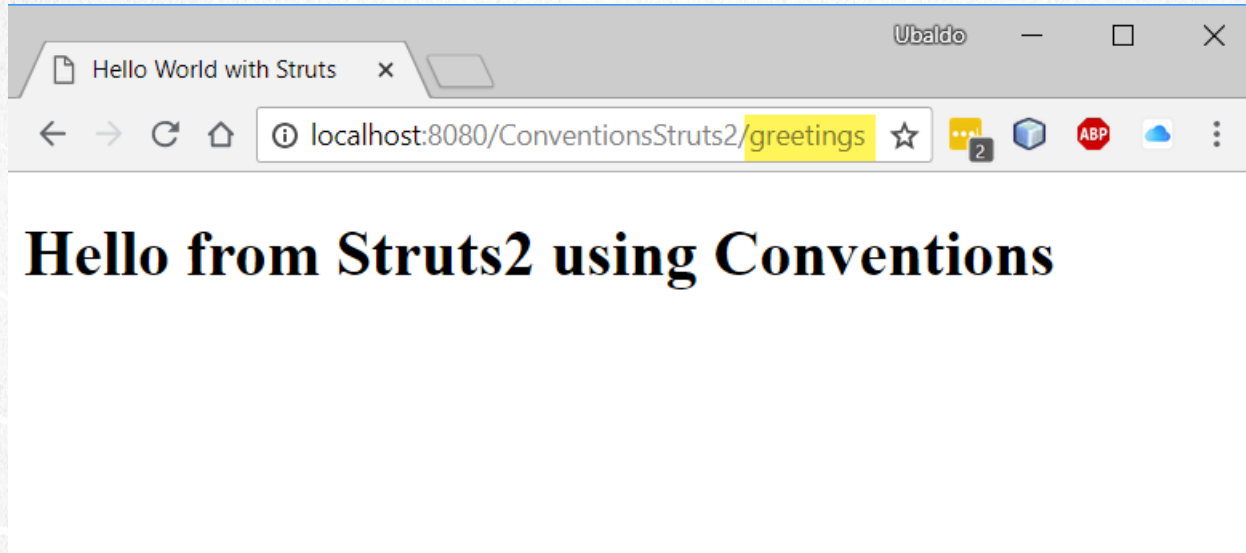 Ubaldo
Hello World with Struts
localhost:8080/ConventionsStruts2/greetings
2
ABP
Hello from Struts2 using Conventions